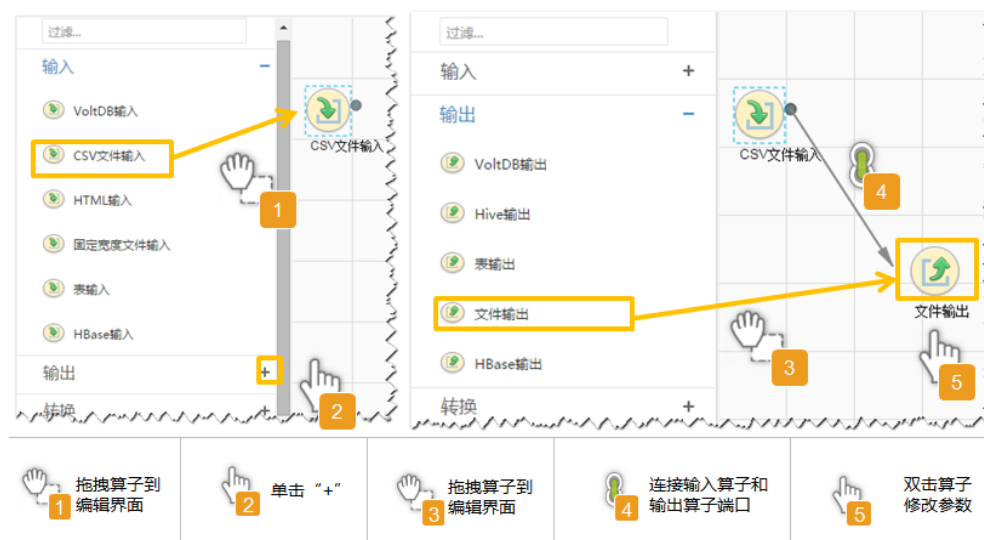 过滤...
输入
VoltDB输入
CSV文件输入
HTML输入
固定宽度文件输入
表输入
HBase输入
输出
+
转换
+
CSV文件输入
1
2
过滤...
输入
+
输出
VoltDB输出
Hive输出
表输出
文件输出
HBase输出
转换
+
CSV文件输入
4
文件输出
3
5
1
拖拽算子到
编辑界面
2
单击“+”
3
拖拽算子到
编辑界面
4
连接输入算子和
输出算子端口
5
双击算子
修改参数